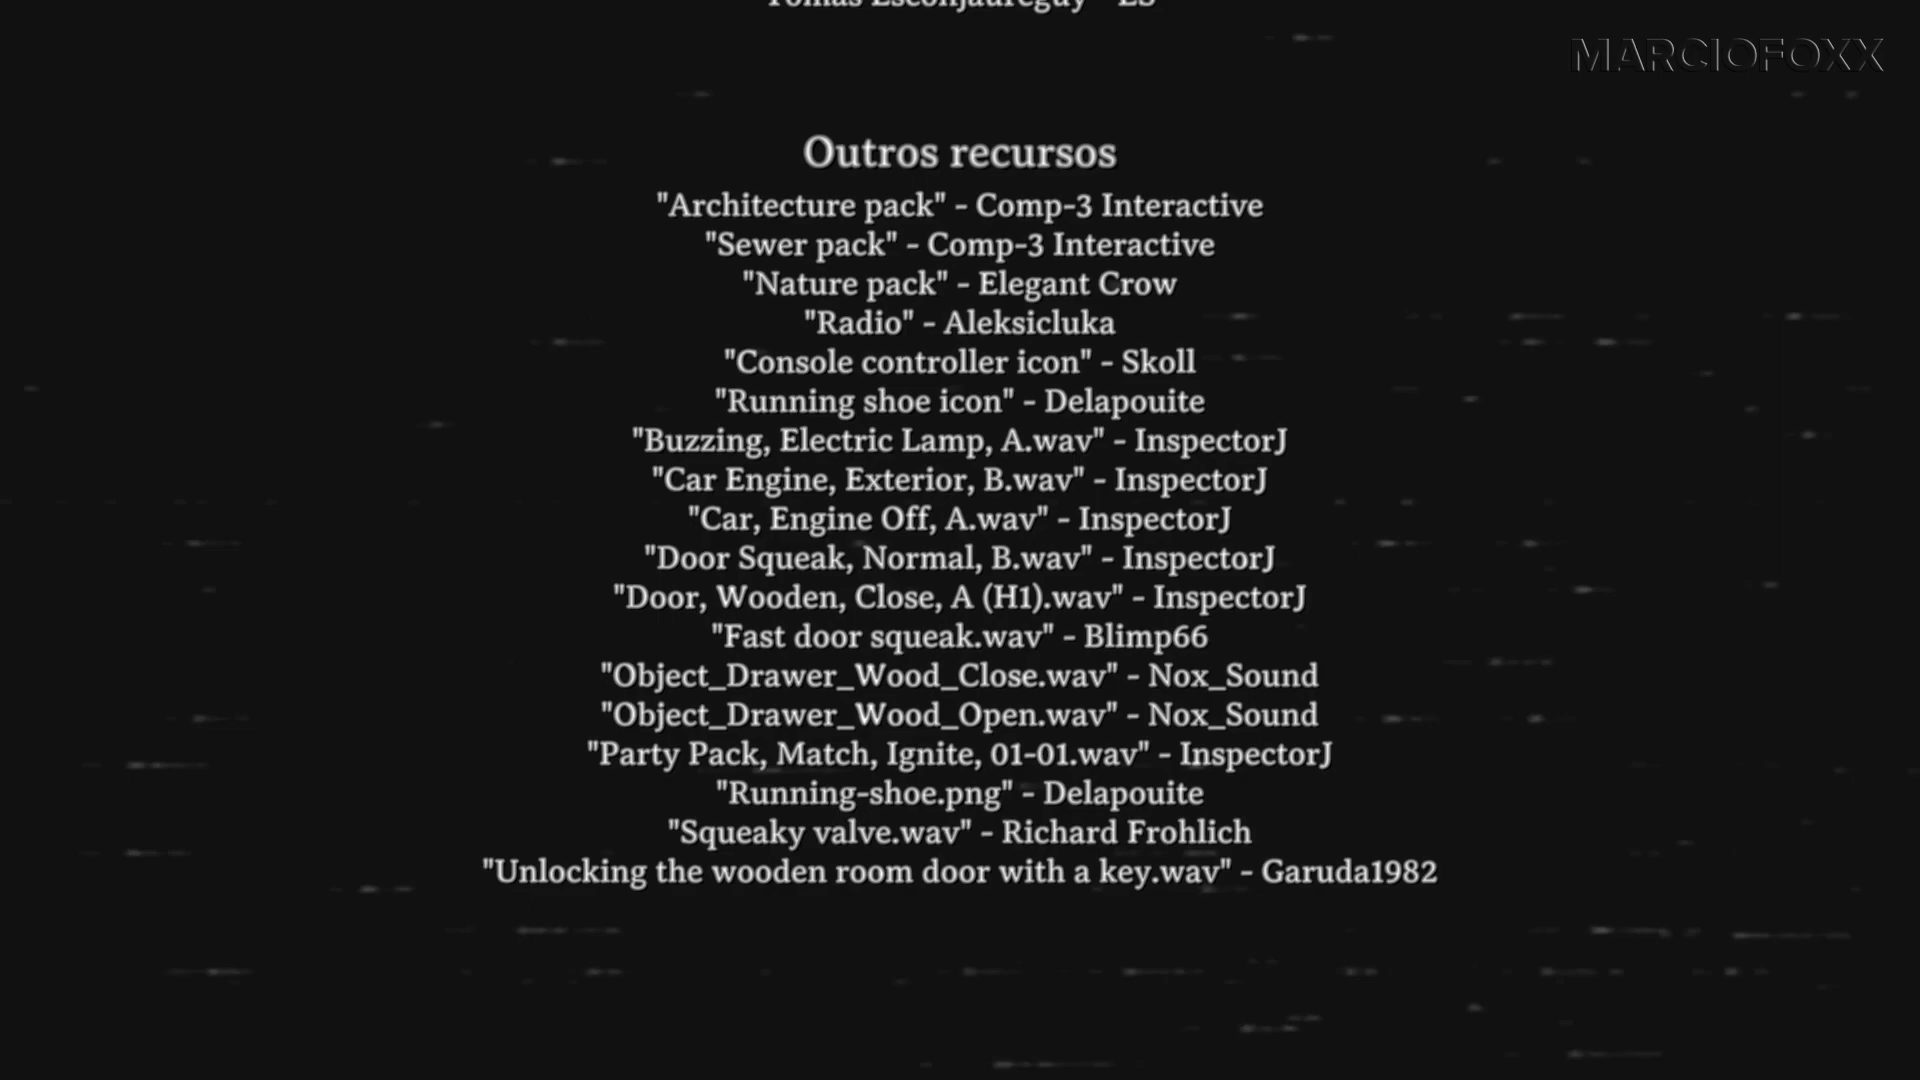 Tomás Esconjaureguy - ES
MARCIOFOXX
Outros recursos
"Architecture pack" - Comp-3 Interactive
"Sewer pack" - Comp-3 Interactive
"Nature pack" - Elegant Crow
"Radio" - Aleksicluka
"Console controller icon" - Skoll
"Running shoe icon" - Delapouite
"Buzzing, Electric Lamp, A.wav" - InspectorJ
"Car Engine, Exterior, B.wav" - InspectorJ
"Car, Engine Off, A.wav" - InspectorJ
"Door Squeak, Normal, B.wav" - InspectorJ
"Door, Wooden, Close, A (H1).wav" - InspectorJ
"Fast door squeak.wav" - Blimp66
"Object_Drawer_Wood_Close.wav" - Nox_Sound
"Object_Drawer_Wood_Open.wav" - Nox_Sound
"Party Pack, Match, Ignite, 01-01.wav" - InspectorJ
"Running-shoe.png" - Delapouite
"Squeaky valve.wav" - Richard Frohlich
"Unlocking the wooden room door with a key.wav" - Garuda1982